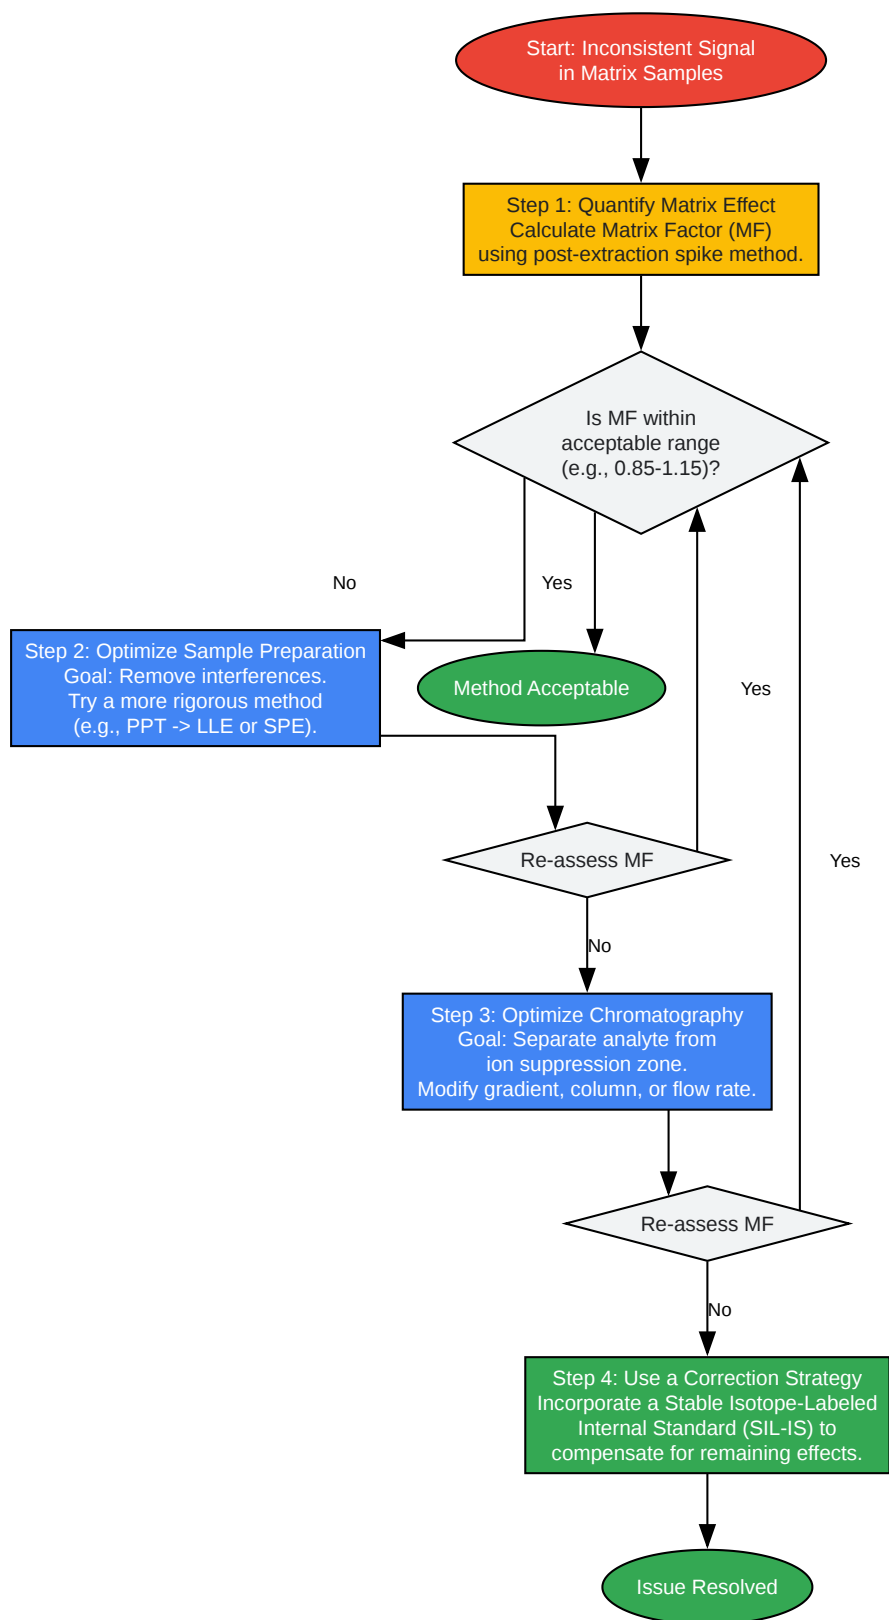 Start: Inconsistent Signal
in Matrix Samples
Step 1: Quantify Matrix Effect
Calculate Matrix Factor (MF)
using post-extraction spike method.
Is MF within
acceptable range
(e.g., 0.85-1.15)?
No
Yes
Step 2: Optimize Sample Preparation
Goal: Remove interferences.
Try a more rigorous method
(e.g., PPT -> LLE or SPE).
Method Acceptable
Yes
Re-assess MF
Yes
No
Step 3: Optimize Chromatography
Goal: Separate analyte from
ion suppression zone.
Modify gradient, column, or flow rate.
Re-assess MF
No
Step 4: Use a Correction Strategy
Incorporate a Stable Isotope-Labeled
Internal Standard (SIL-IS) to
compensate for remaining effects.
Issue Resolved